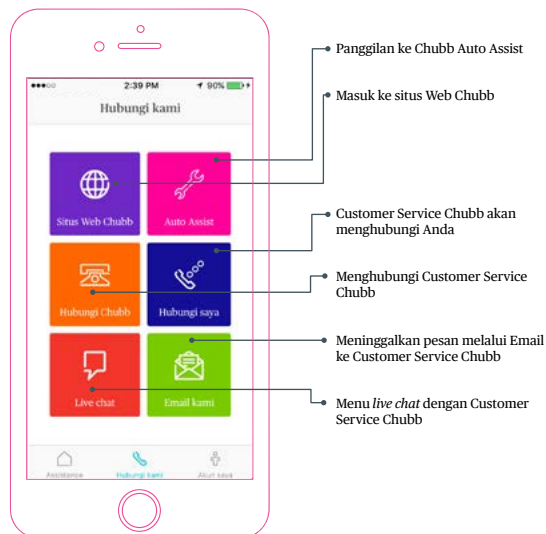 2:39 PM
90%
Hubungi kami
Situs Web Chubb
Auto Assist
Hubungi Chubb
Hubungi saya
Live chat
Email kami
Assistance
Hubungi kami
Akun saya
Panggilan ke Chubb Auto Assist
Masuk ke situs Web Chubb
Customer Service Chubb akan
menghubungi Anda
Menghubungi Customer Service
Chubb
Meninggalkan pesan melalui Email
ke Customer Service Chubb
Menu live chat dengan Customer
Service Chubb